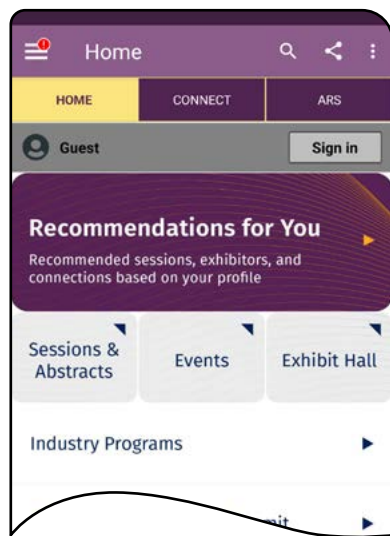 !
Home
HOME
CONNECT
ARS
Guest
Sign in
Recommendations for You
Recommended sessions, exhibitors, and
connections based on your profile
Sessions &
Abstracts
Events
Exhibit Hall
Industry Programs